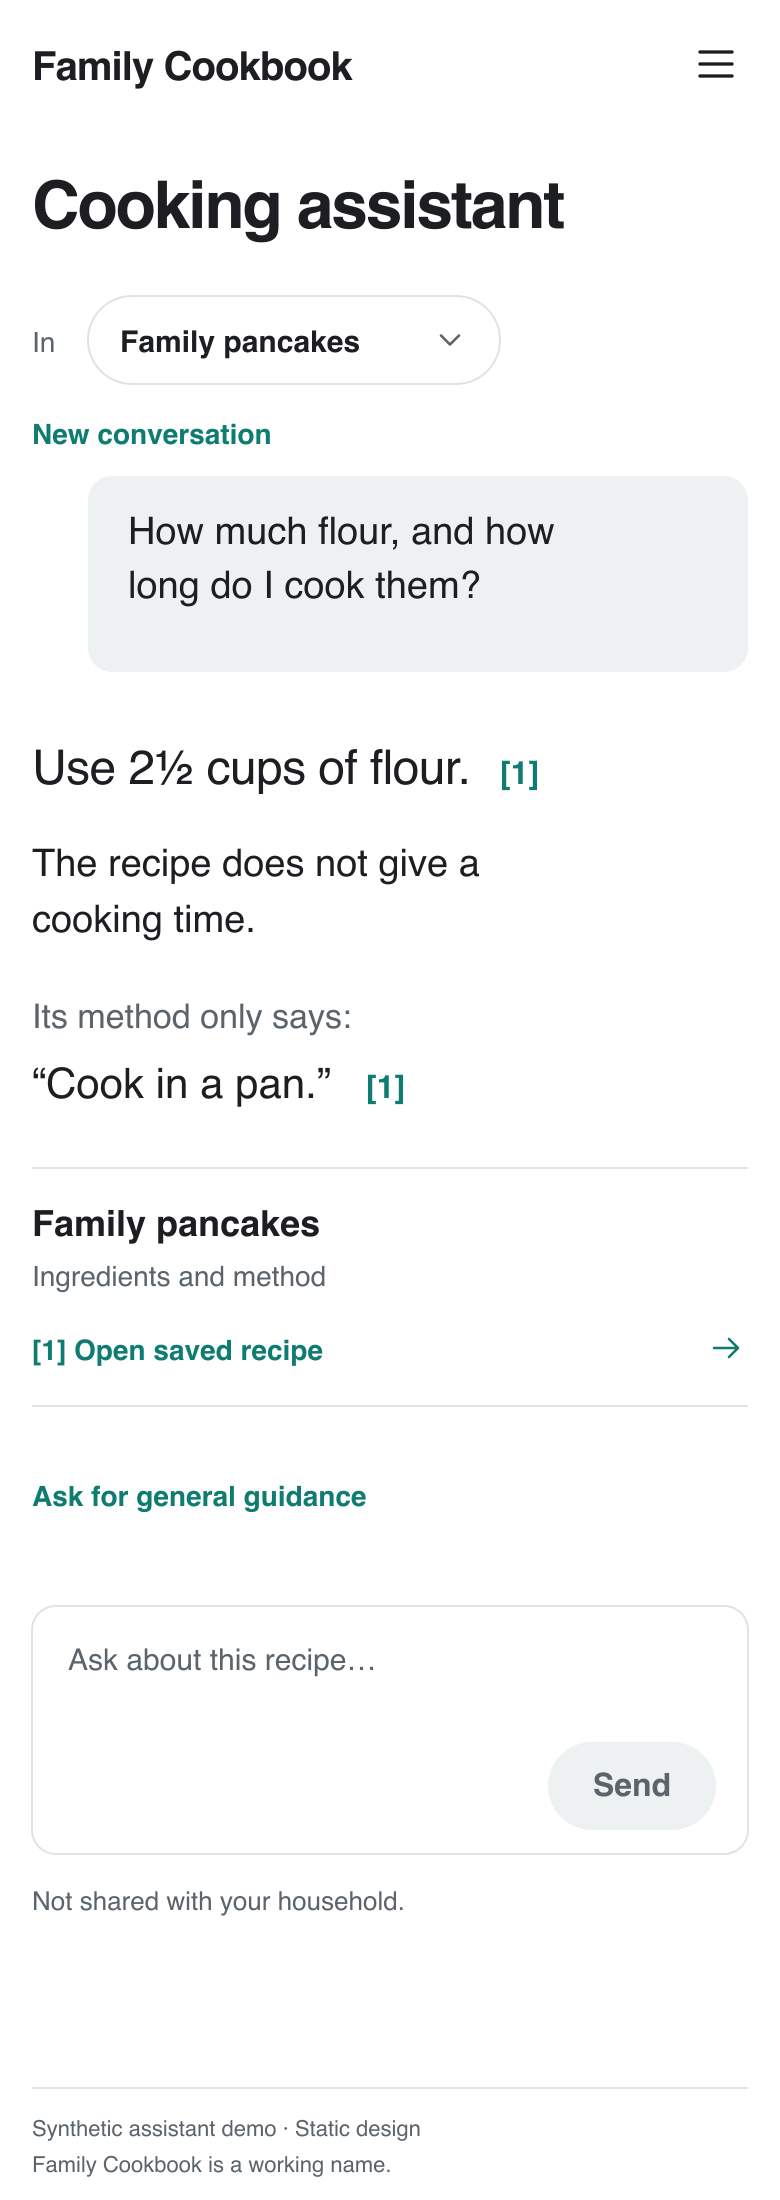 Family Cookbook
Cooking assistant
In Family pancakes
New conversation
How much flour, and how
long do I cook them?
Use 2½ cups of flour. [1]
The recipe does not give a
cooking time.
Its method only says:
“Cook in a pan.” [1]
Family pancakes
Ingredients and method
[1] Open saved recipe →
Ask for general guidance
Ask about this recipe…
Send
Not shared with your household.
Synthetic assistant demo · Static design
Family Cookbook is a working name.